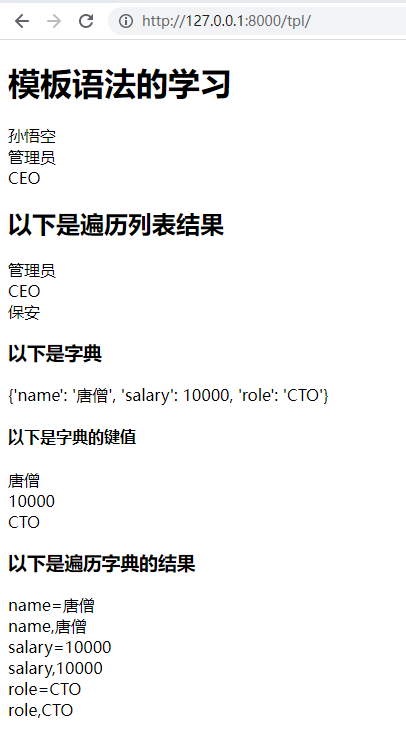 http://127.0.0.1:8000/tpl/
模板语法的学习
孙悟空
管理员
CEO
以下是遍历列表结果
管理员
CEO
保安
以下是字典
{'name': '唐僧', 'salary': 10000, 'role': 'CTO'}
以下是字典的键值
唐僧
10000
CTO
以下是遍历字典的结果
name=唐僧
name,唐僧
salary=10000
salary,10000
role=CTO
role,CTO